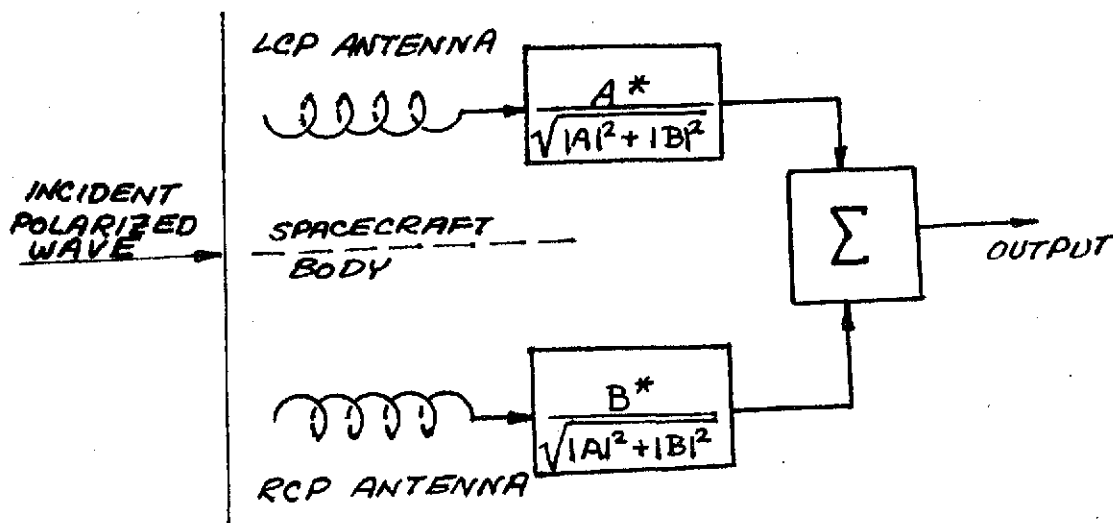 LCP ANTENNA
A*
√|A|²+|B|²
INCIDENT
POLARIZED
WAVE
SPACECRAFT
BODY
Σ
OUTPUT
B*
√|A|²+|B|²
RCP ANTENNA